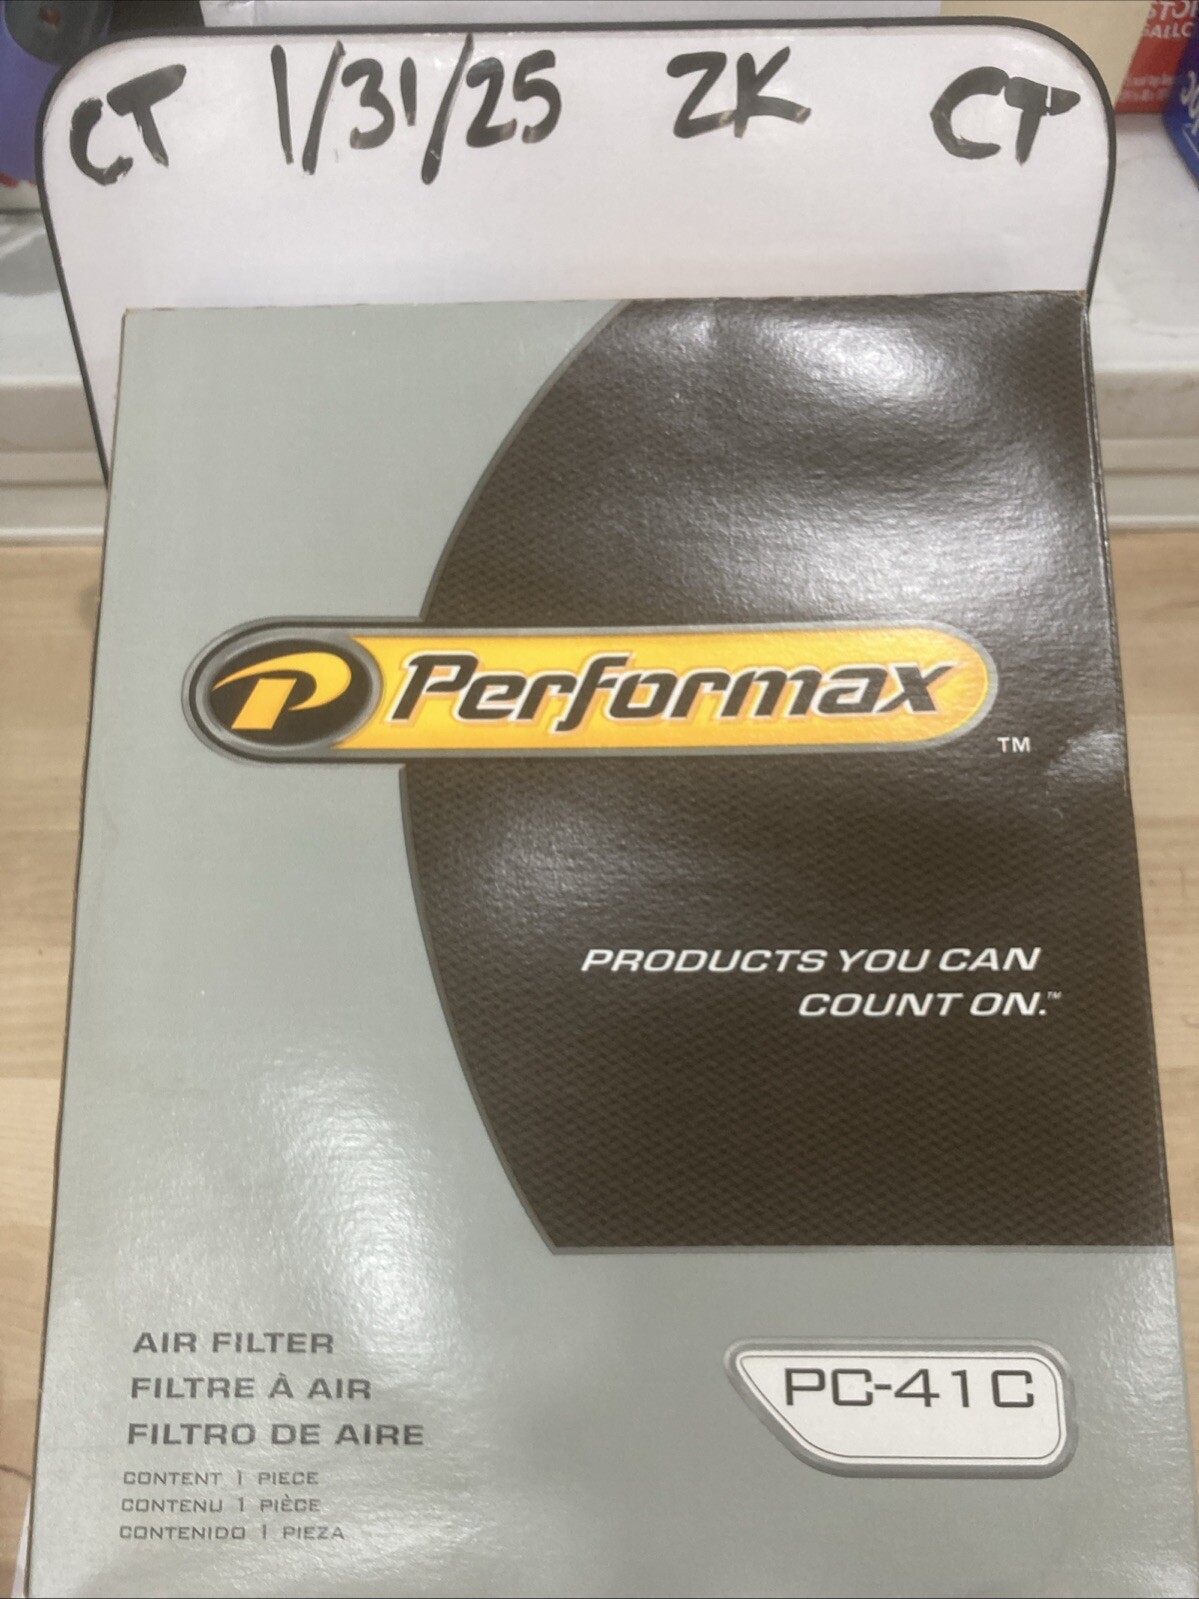 CT 1/31/25 ZK CT
Performax
TM
PRODUCTS YOU CAN
COUNT ON.™
AIR FILTER
FILTRE À AIR
FILTRO DE AIRE
CONTENT 1 PIECE
CONTENU 1 PIÈCE
CONTENIDO 1 PIEZA
PC-41C